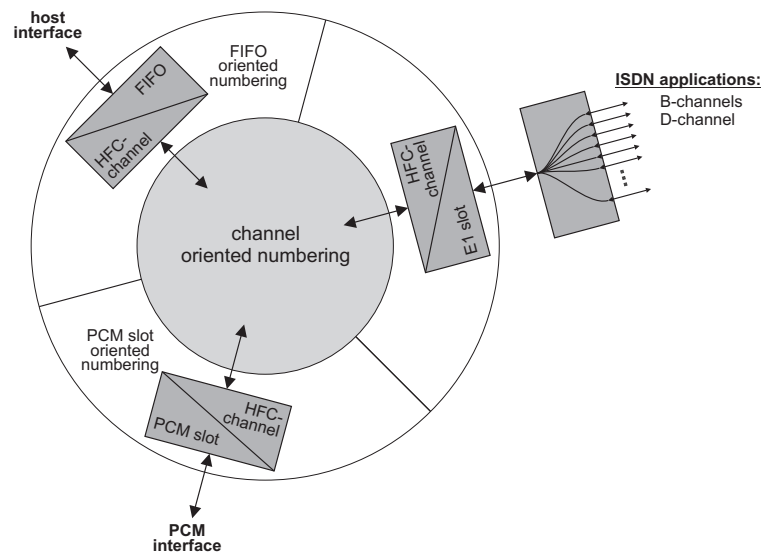 host
interface
FIFO
oriented
numbering
FIFO
HFC-
channel
ISDN applications:
B-channels
D-channel
HFC-
channel
E1 slot
channel
oriented numbering
PCM slot
oriented
numbering
HFC-
channel
PCM slot
PCM
interface